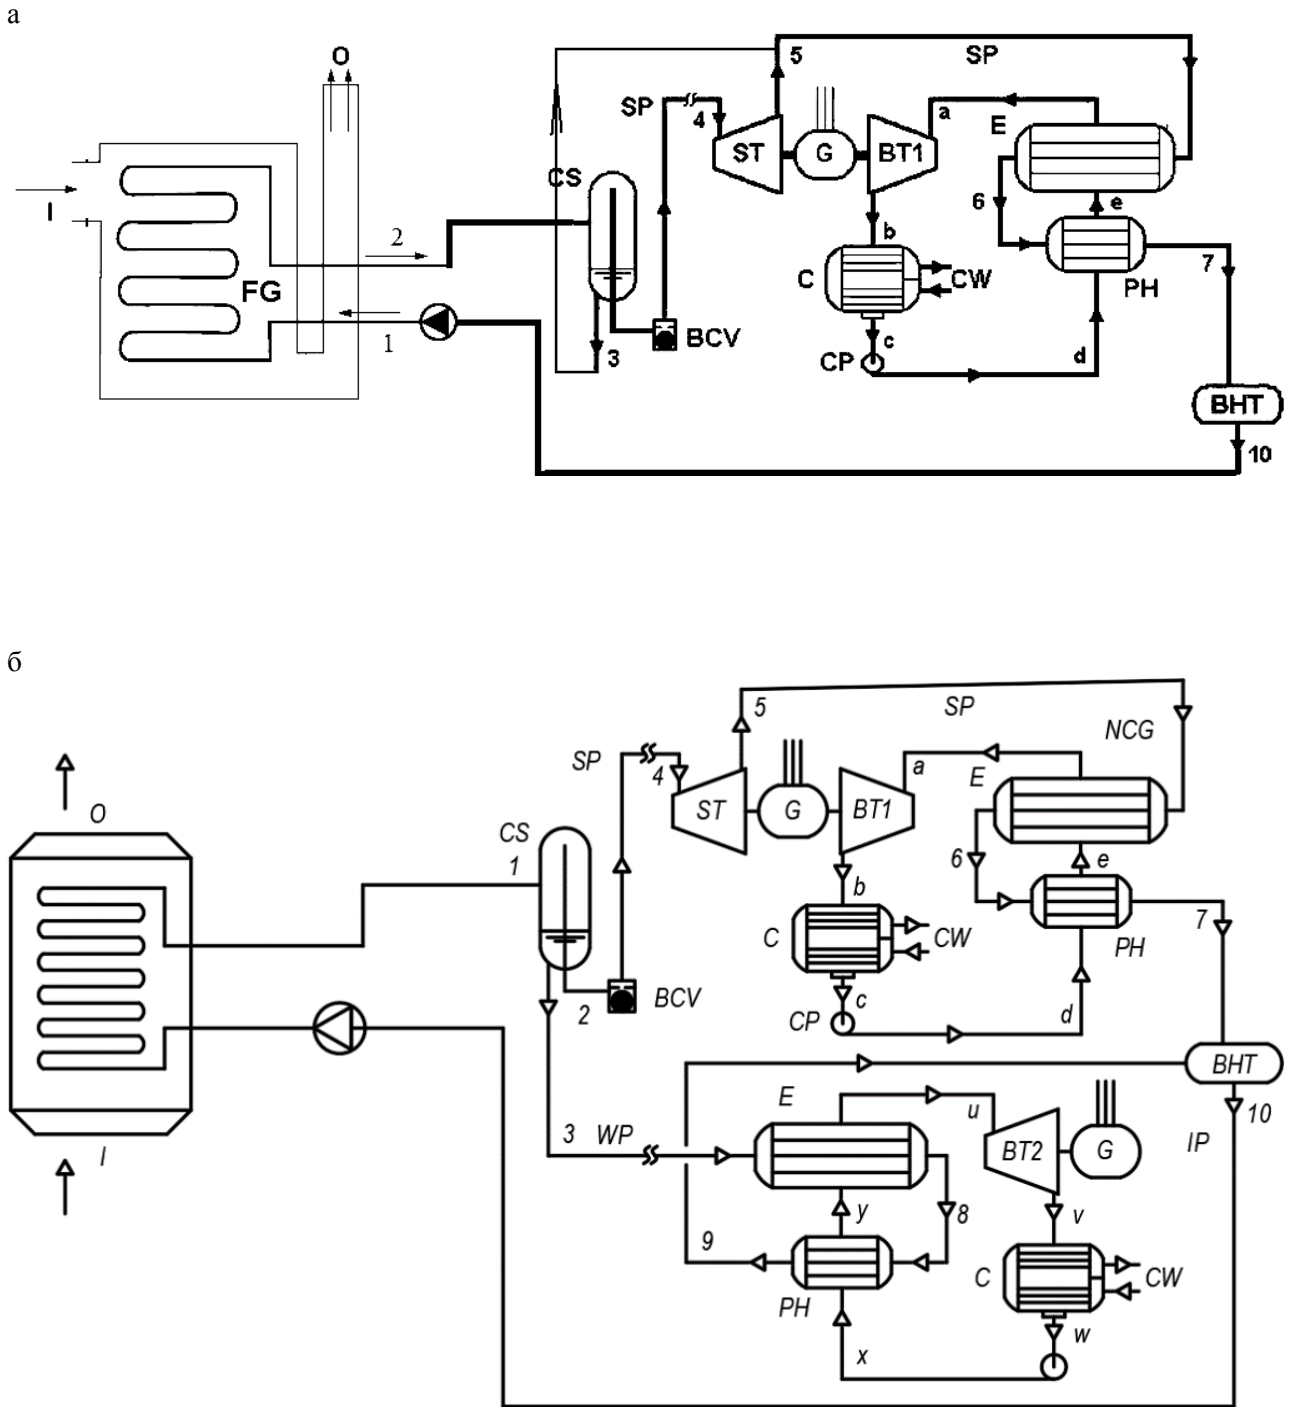 а
O
5
SP
SP
4
a
E
ST
G
BT1
CS
I
6
e
2
b
7
FG
C
CW
PH
1
BCV
3
c
d
CP
BHT
10
б
5
SP
NCG
SP
4
a
E
O
ST
G
BT1
CS
1
6
e
b
7
C
CW
PH
BCV
2
c
CP
d
BHT
E
10
u
3
WP
BT2
G
IP
I
y
8
v
9
C
CW
PH
w
x